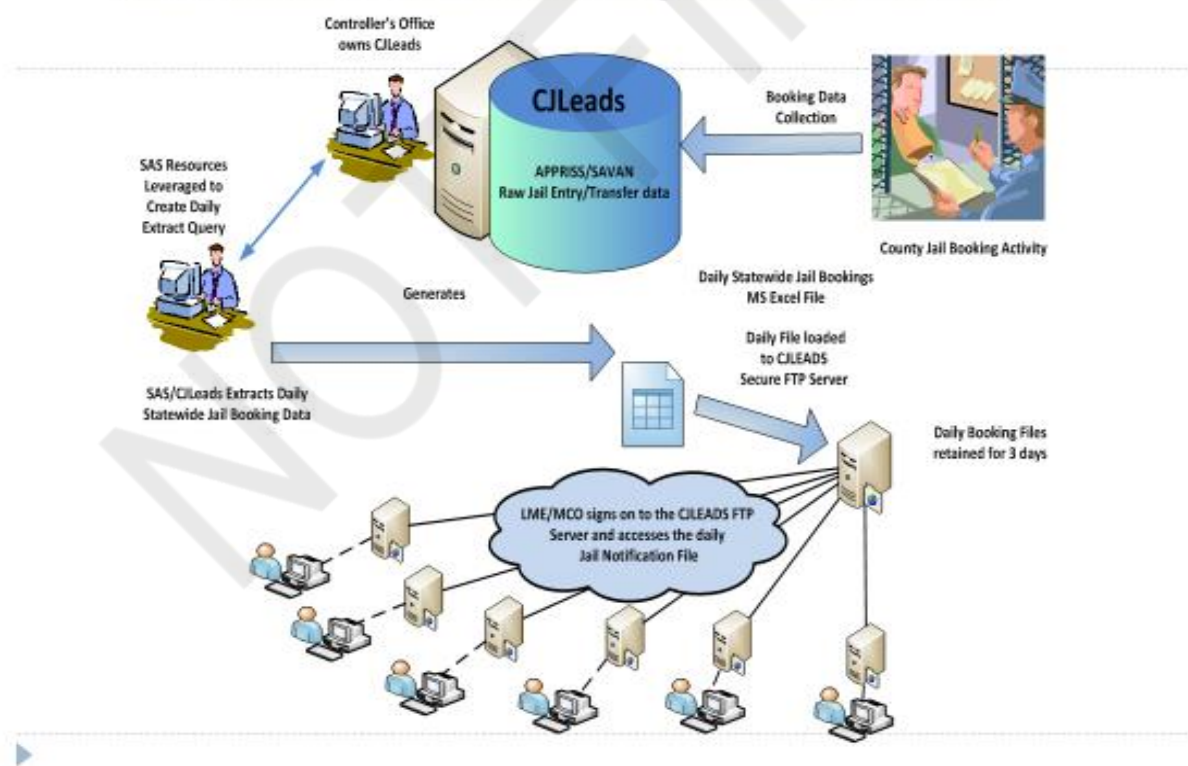 Controller's Office
owns CJLeads
CJLeads
APPRISS/SAVAN
Raw Jail Entry/Transfer data
Booking Data
Collection
County Jail Booking Activity
SAS Resources
Leveraged to
Create Daily
Extract Query
Generates
Daily Statewide Jail Bookings
MS Excel File
Daily File loaded
to CJLEADS
Secure FTP Server
SAS/CJLeads Extracts Daily
Statewide Jail Booking Data
Daily Booking Files
retained for 3 days
LME/MCO signs on to the CJLEADS FTP
Server and accesses the daily
Jail Notification File
NOT